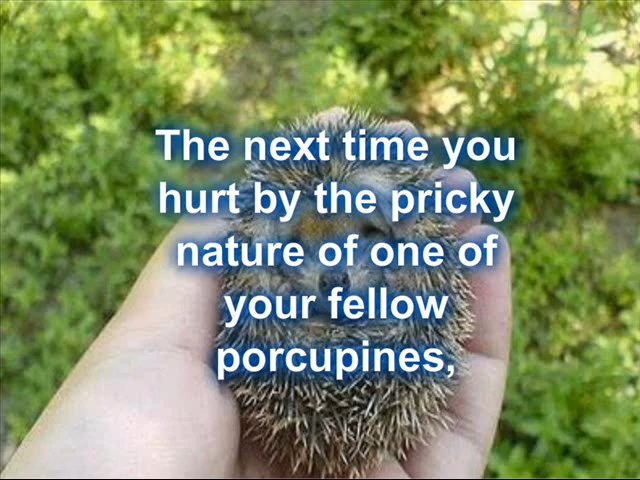 The next time you
hurt by the pricky
nature of one of
your fellow
porcupines,